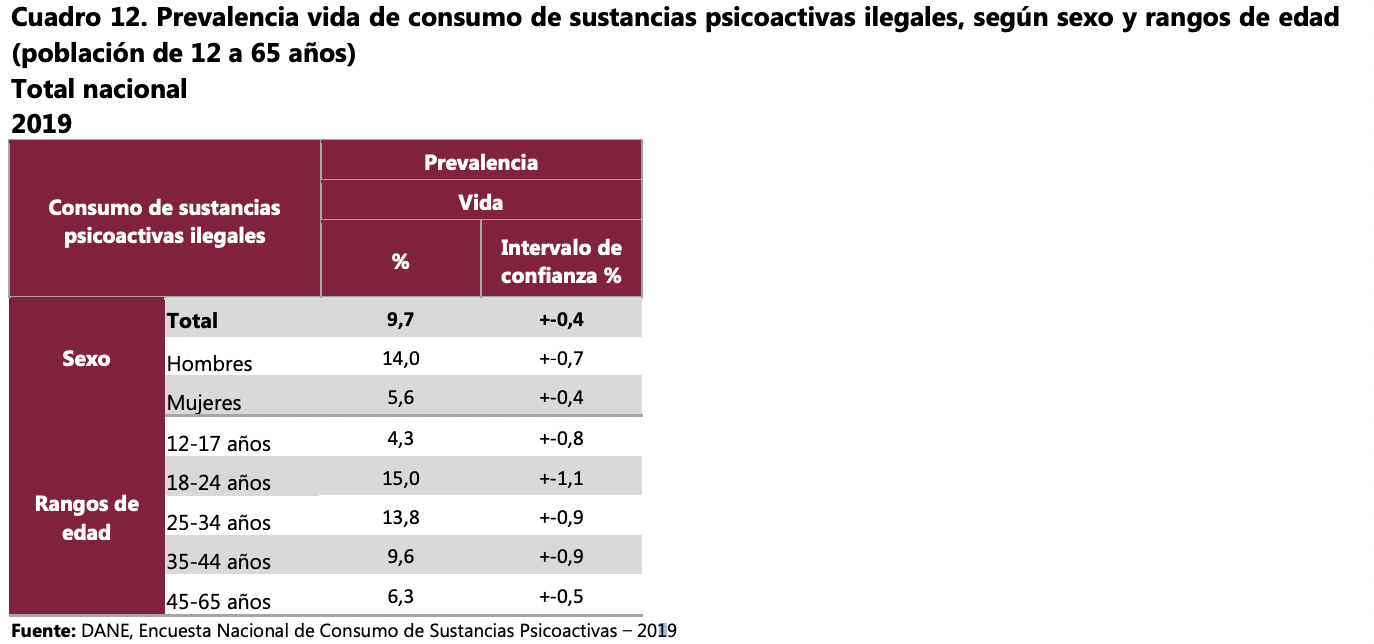 Cuadro 12. Prevalencia vida de consumo de sustancias psicoactivas ilegales, según sexo y rangos de edad
(población de 12 a 65 años)
Total nacional
2019
Consumo de sustancias
psicoactivas ilegales
Prevalencia
Vida
%
Intervalo de
confianza %
Sexo
Total 9,7 +-0,4
Hombres 14,0 +-0,7
Mujeres 5,6 +-0,4
Rangos de
edad
12-17 años 4,3 +-0,8
18-24 años 15,0 +-1,1
25-34 años 13,8 +-0,9
35-44 años 9,6 +-0,9
45-65 años 6,3 +-0,5
Fuente: DANE, Encuesta Nacional de Consumo de Sustancias Psicoactivas – 2019